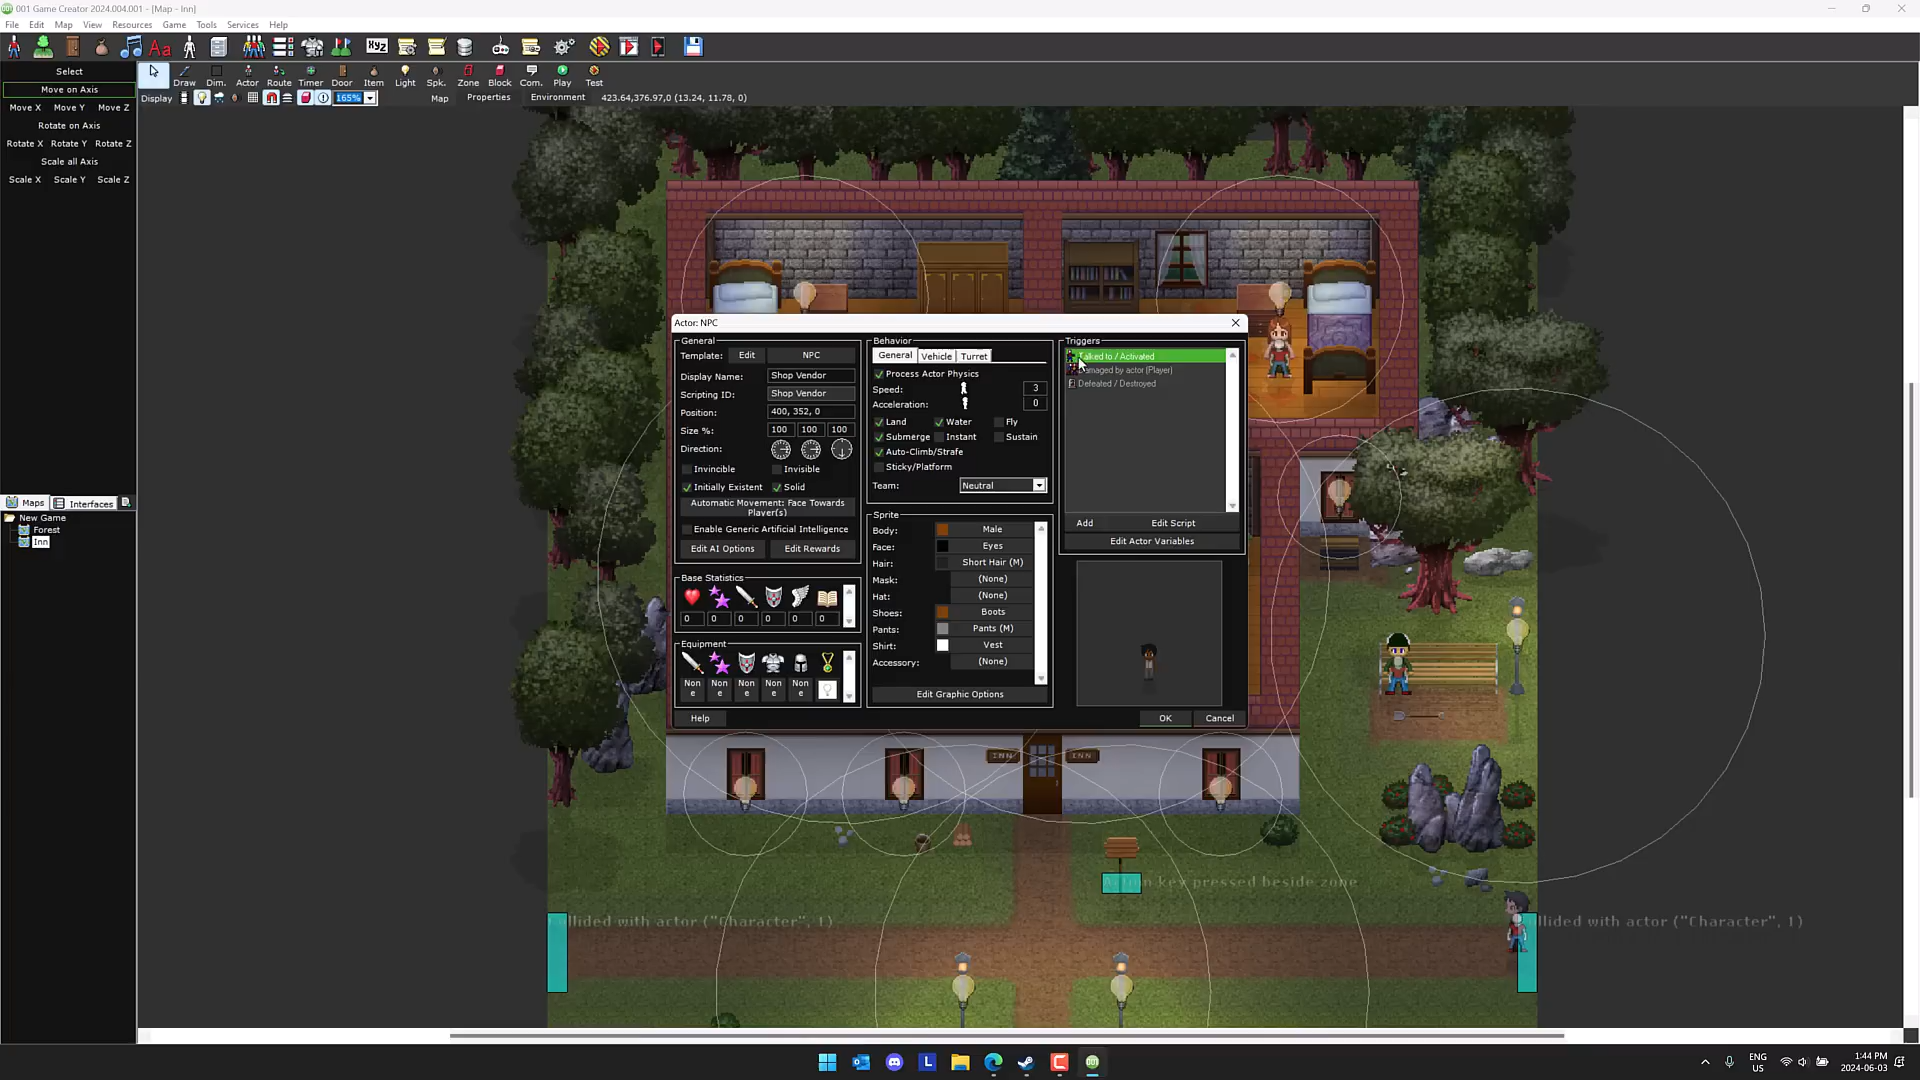 001 Game Creator 2024.004.001 - [Map - Inn]
File Edit Map View Resources Game Tools Services Help
Aa Xyz
Select Draw Dim. Actor Route Timer Door Item Light Spk. Zone Block Com. Play Test
Move on Axis
Display 165% Map Properties Environment 423.64,376.97,0 (13.24, 11.78, 0)
Move X Move Y Move Z
Rotate on Axis
Rotate X Rotate Y Rotate Z
Scale all Axis
Scale X Scale Y Scale Z
Maps Interfaces
New Game
Forest
Inn
Actor: NPC
General
Template: Edit NPC
Display Name: Shop Vendor
Scripting ID: Shop Vendor
Position: 400, 352, 0
Size %: 100 100 100
Direction:
Invincible Invisible
Initially Existent Solid
Automatic Movement: Face Towards
Player(s)
Enable Generic Artificial Intelligence
Edit AI Options Edit Rewards
Base Statistics
0 0 0 0 0 0
Equipment
Non
e Non
e Non
e Non
e Non
e
Behavior
General Vehicle Turret
Process Actor Physics
Speed: 3
Acceleration: 0
Land Water Fly
Submerge Instant Sustain
Auto-Climb/Strafe
Sticky/Platform
Team: Neutral
Sprite
Body: Male
Face: Eyes
Hair: Short Hair (M)
Mask: (None)
Hat: (None)
Shoes: Boots
Pants: Pants (M)
Shirt: Vest
Accessory: (None)
Edit Graphic Options
Triggers
Talked to / Activated
Damaged by actor (Player)
Defeated / Destroyed
Add Edit Script
Edit Actor Variables
Help OK Cancel
INN INN
key pressed beside zone
ollided with actor ("Character", 1)
llided with actor ("Character", 1)
L
ENG
US
1:44 PM
2024-06-03